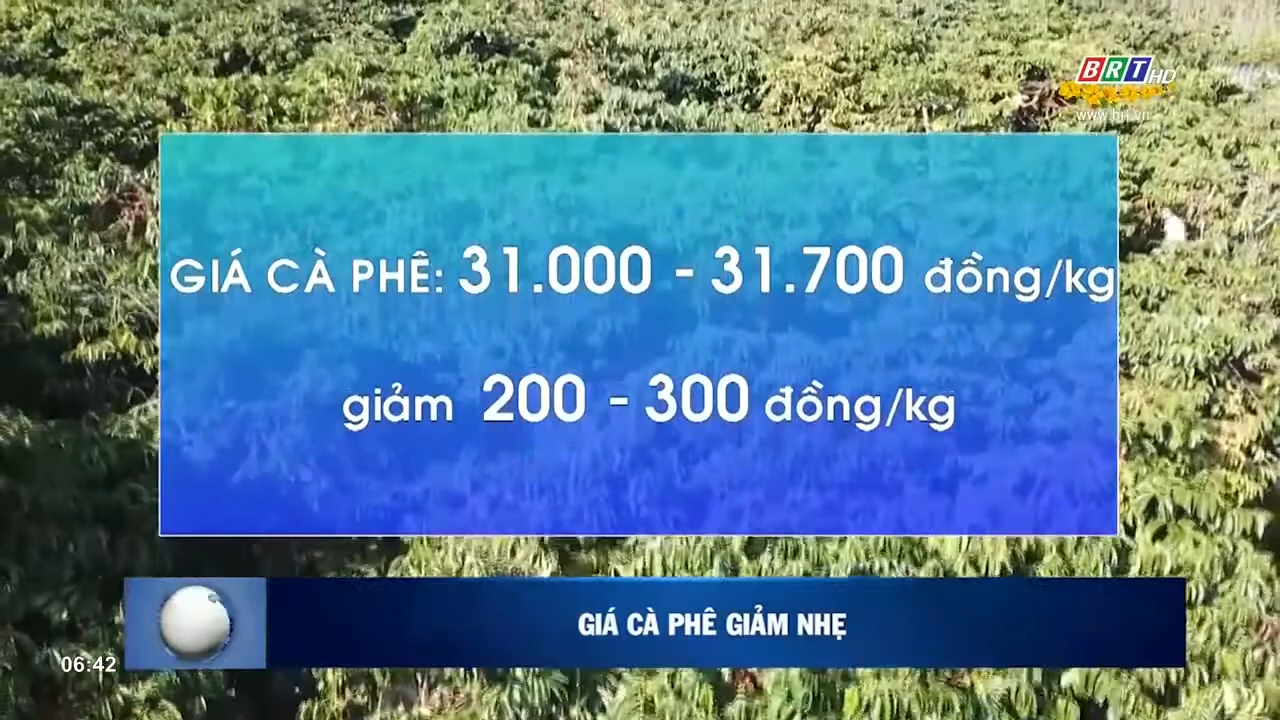 BRT HD
www.brt.vn
GIÁ CÀ PHÊ: 31.000 - 31.700 đồng/kg
giảm 200 - 300 đồng/kg
GIÁ CÀ PHÊ GIẢM NHẸ
06:42